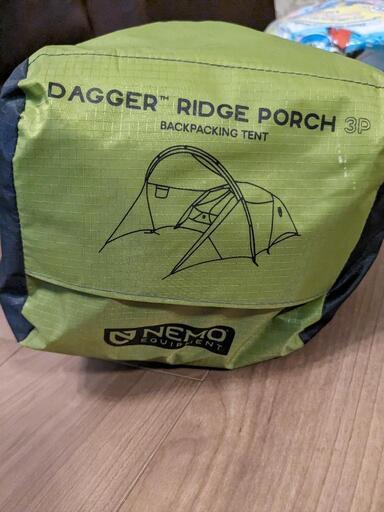 DAGGER™ RIDGE PORCH 3P
BACKPACKING TENT
NEMO
EQUIPMENT